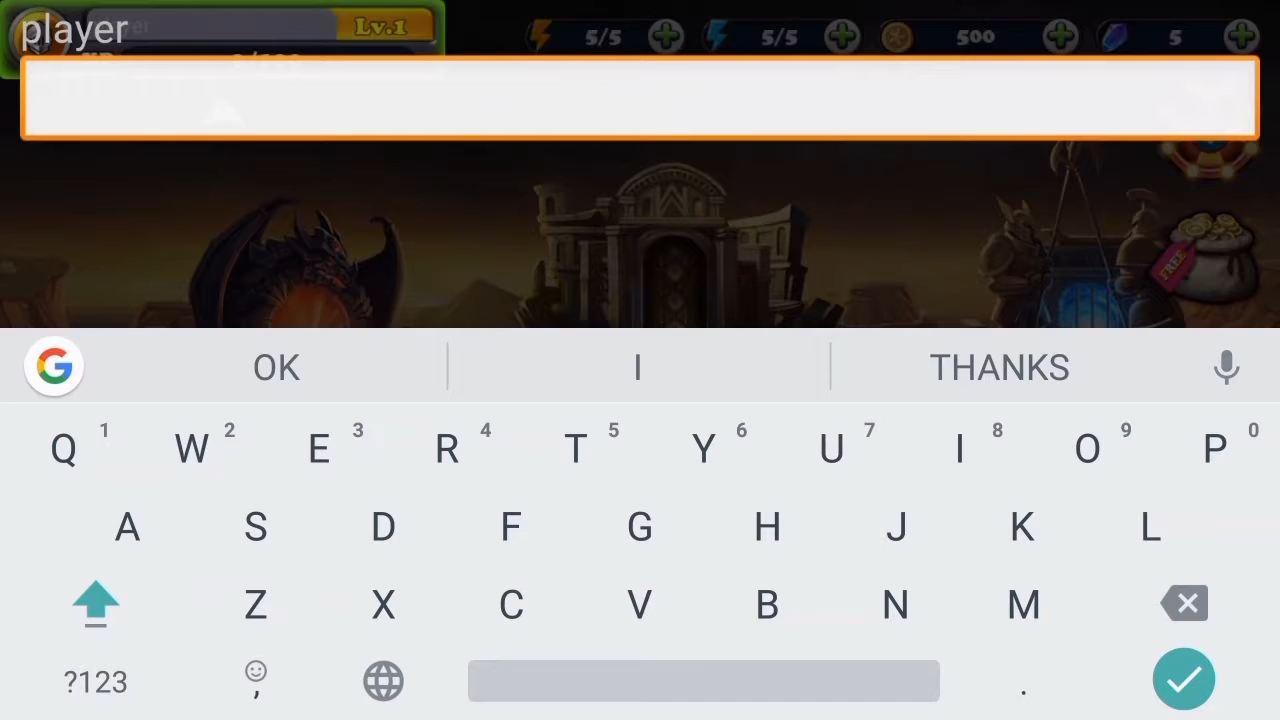 player
Lv.1
5/5
5/5
500
5
FREE
OK
I
THANKS
Q 1 W 2 E 3 R 4 T 5 Y 6 U 7 I 8 O 9 P 0
A S D F G H J K L
Z X C V B N M
?123 , .